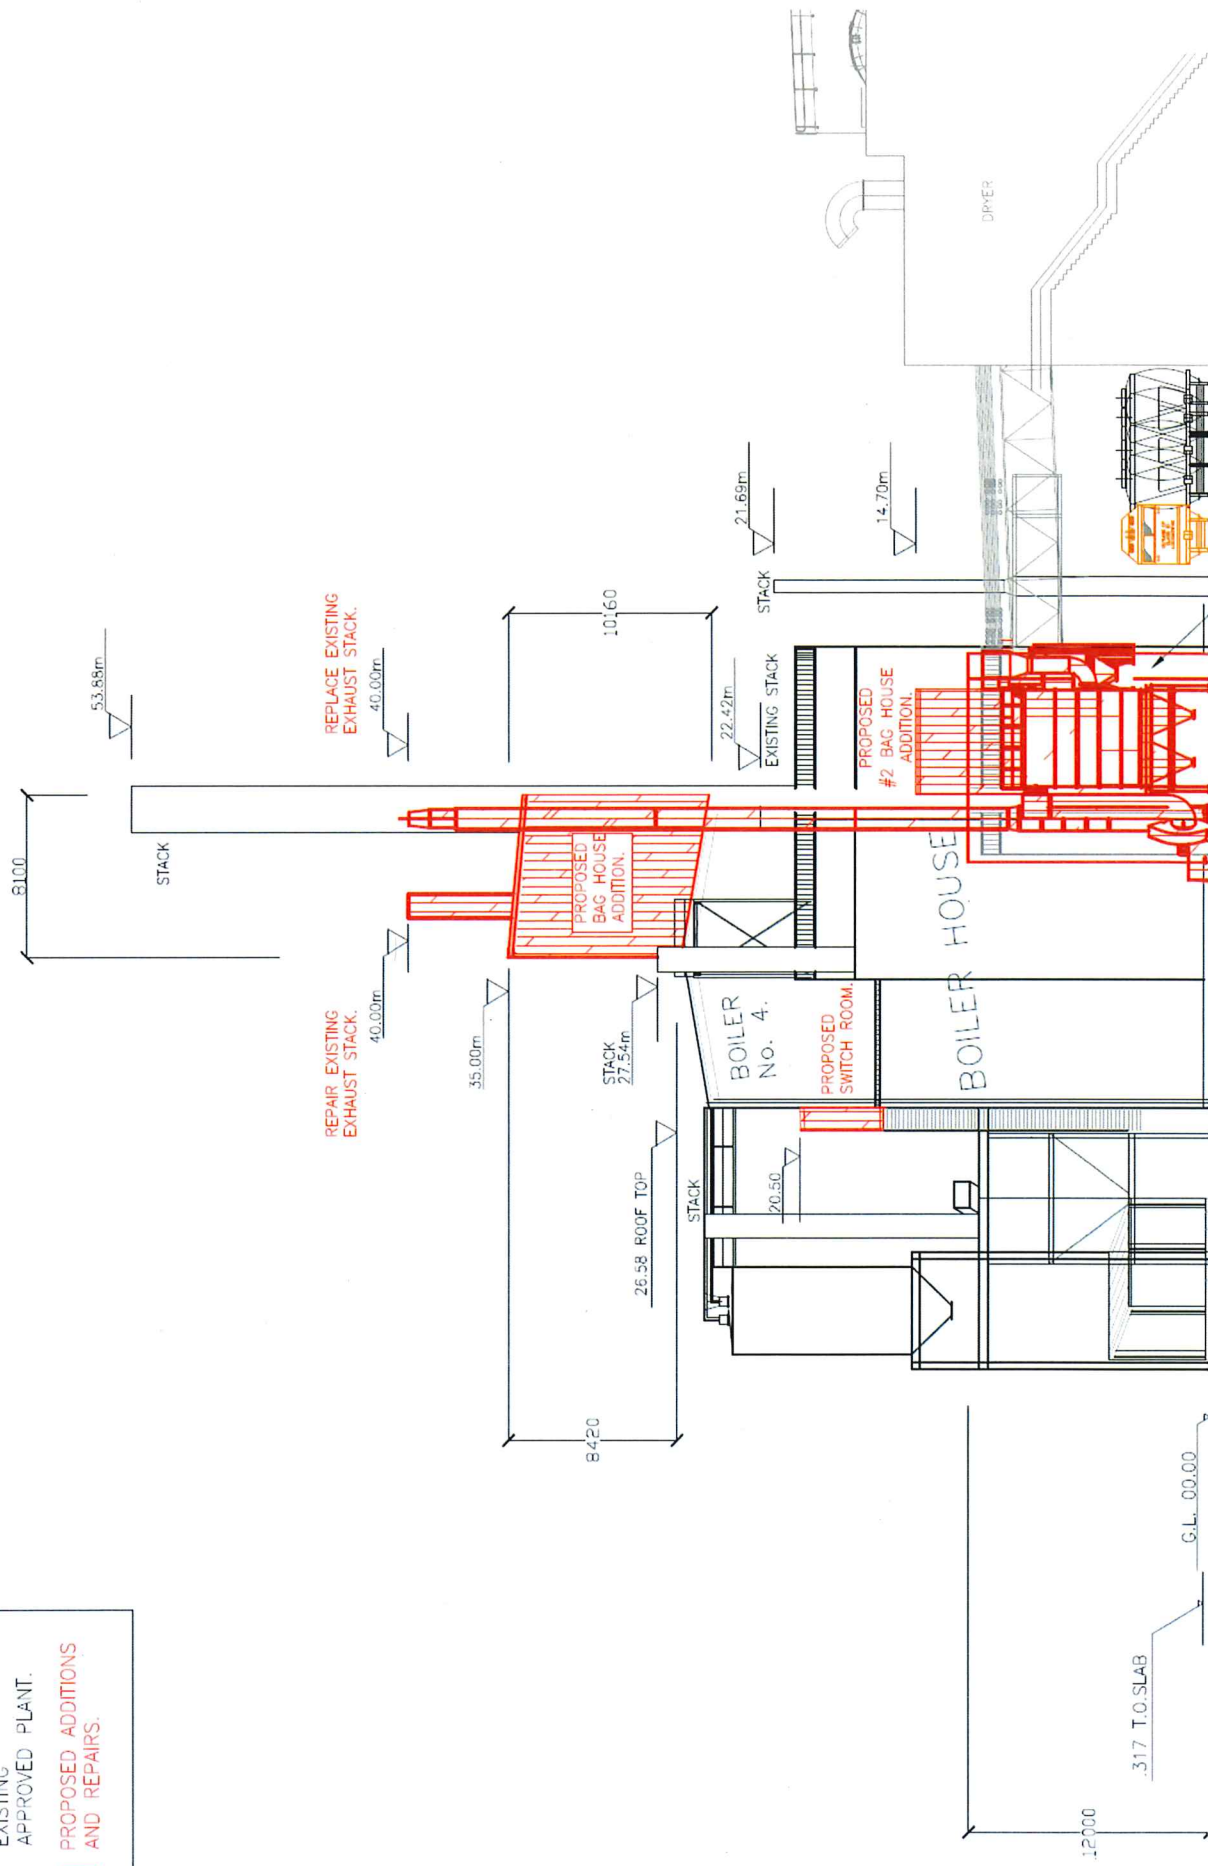 EXISTING
APPROVED PLANT.
PROPOSED ADDITIONS
AND REPAIRS.
8100
53.88m
STACK
REPLACE EXISTING
EXHAUST STACK.
40.00m
REPAIR EXISTING
EXHAUST STACK.
40.00m
35.00m
10160
PROPOSED
BAG HOUSE
ADDITION.
STACK
27.54m
26.58 ROOF TOP
8420
22.42m
EXISTING STACK
21.69m
STACK
14.70m
BOILER
No. 4.
PROPOSED
SWITCH ROOM.
STACK
20.50
PROPOSED
#2 BAG HOUSE
ADDITION.
BOILER HOUSE
DRYER
G.L. 00.00
.317 T.O.SLAB
12000